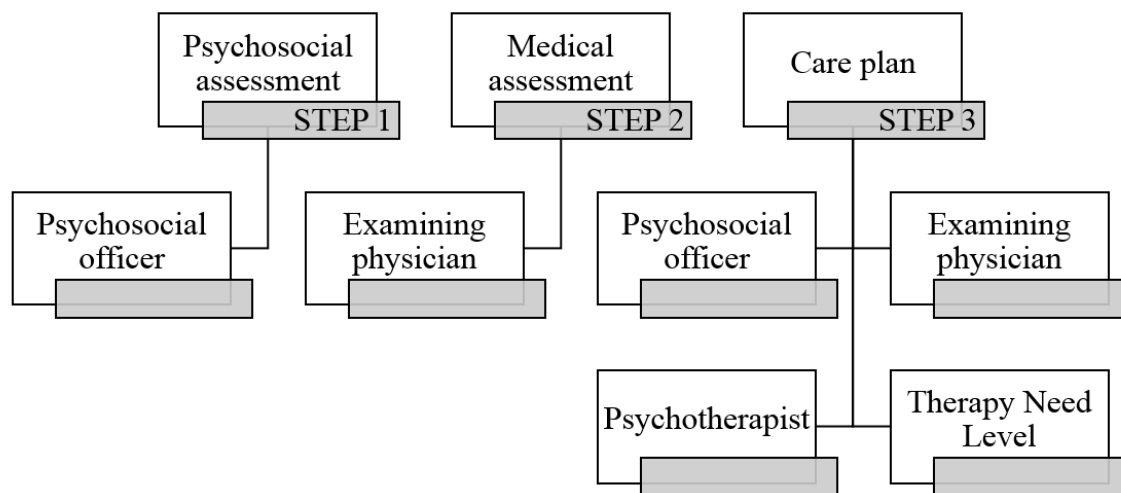 Psychosocial
assessment
STEP 1
Medical
assessment
STEP 2
Care plan
STEP 3
Psychosocial
officer
Examining
physician
Psychosocial
officer
Examining
physician
Psychotherapist
Therapy Need
Level